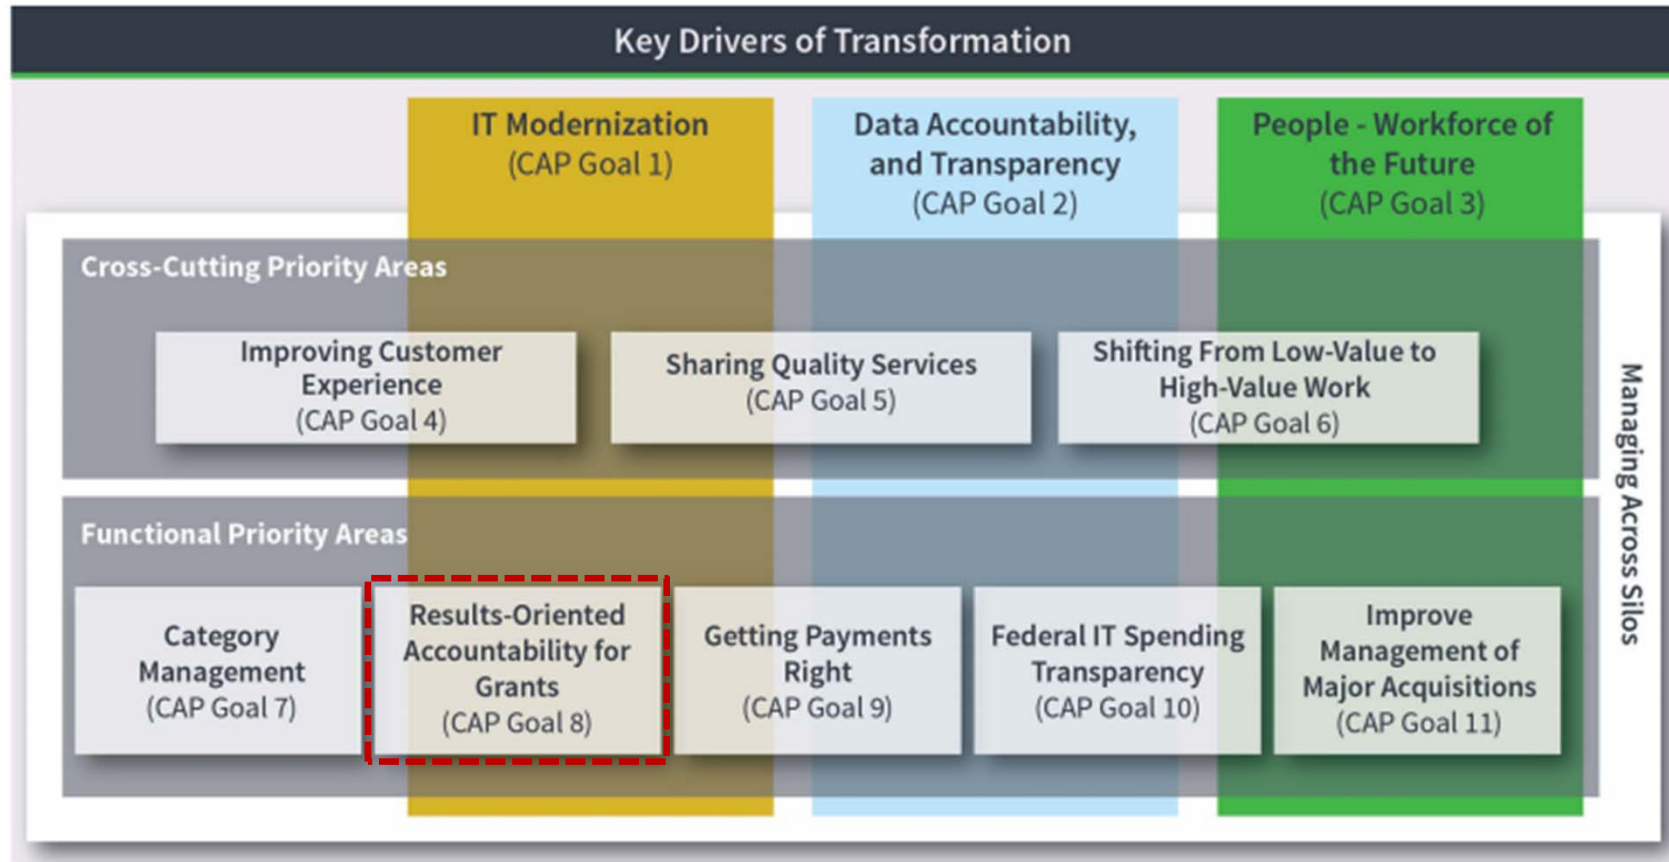 Key Drivers of Transformation
IT Modernization
(CAP Goal 1)
Data Accountability,
and Transparency
(CAP Goal 2)
People - Workforce of
the Future
(CAP Goal 3)
Cross-Cutting Priority Areas
Improving Customer
Experience
(CAP Goal 4)
Sharing Quality Services
(CAP Goal 5)
Shifting From Low-Value to
High-Value Work
(CAP Goal 6)
Functional Priority Areas
Category
Management
(CAP Goal 7)
Results-Oriented
Accountability for
Grants
(CAP Goal 8)
Getting Payments
Right
(CAP Goal 9)
Federal IT Spending
Transparency
(CAP Goal 10)
Improve
Management of
Major Acquisitions
(CAP Goal 11)
Managing Across Silos